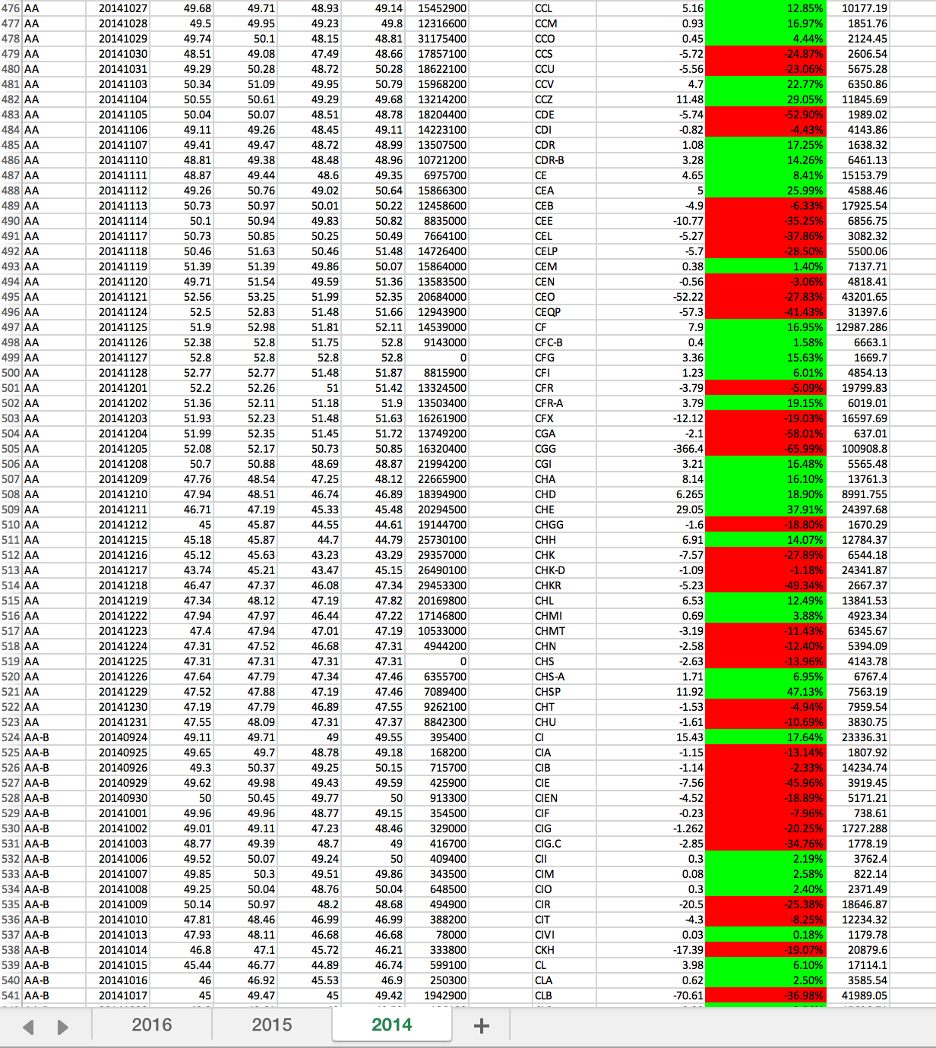 476 AA 20141027 49.68 49.71 48.93 49.14 15452900 CCL 5.16 12.85% 10177.19
477 AA 20141028 49.5 49.95 49.23 49.8 12316600 CCM 0.93 16.97% 1851.76
478 AA 20141029 49.74 50.1 48.15 48.81 31175400 CCO 0.45 4.44% 2124.45
479 AA 20141030 48.51 49.08 47.49 48.66 17857100 CCS -5.72 -24.87% 2606.54
480 AA 20141031 49.29 50.28 48.72 50.28 18622100 CCU -5.56 -23.06% 5675.28
481 AA 20141103 50.34 51.09 49.95 50.79 15968200 CCV 4.7 22.77% 6350.86
482 AA 20141104 50.55 50.61 49.29 49.68 13214200 CCZ 11.48 29.05% 11845.69
483 AA 20141105 50.04 50.07 48.51 48.78 18204400 CDE -5.74 -52.90% 1989.02
484 AA 20141106 49.11 49.26 48.45 49.11 14223100 CDI -0.82 -4.43% 4143.86
485 AA 20141107 49.41 49.47 48.72 48.99 13507500 CDR 1.08 17.25% 1638.32
486 AA 20141110 48.81 49.38 48.48 48.96 10721200 CDR-B 3.28 14.26% 6461.13
487 AA 20141111 48.87 49.44 48.6 49.35 6975700 CE 4.65 8.41% 15153.79
488 AA 20141112 49.26 50.76 49.02 50.64 15866300 CEA 5 25.99% 4588.46
489 AA 20141113 50.73 50.97 50.01 50.22 12458600 CEB -4.9 -6.33% 17925.54
490 AA 20141114 50.1 50.94 49.83 50.82 8835000 CEE -10.77 -35.25% 6856.75
491 AA 20141117 50.73 50.85 50.25 50.49 7664100 CEL -5.27 -37.86% 3082.32
492 AA 20141118 50.46 51.63 50.46 51.48 14726400 CELP -5.7 -28.50% 5500.06
493 AA 20141119 51.39 51.39 49.86 50.07 15864000 CEM 0.38 1.40% 7137.71
494 AA 20141120 49.71 51.54 49.59 51.36 13583500 CEN -0.56 -3.06% 4818.41
495 AA 20141121 52.56 53.25 51.99 52.35 20684000 CEO -52.22 -27.83% 43201.65
496 AA 20141124 52.5 52.83 51.48 51.66 12943900 CEQP -57.3 -41.43% 31397.6
497 AA 20141125 51.9 52.98 51.81 52.11 14539000 CF 7.9 16.95% 12987.286
498 AA 20141126 52.38 52.8 51.75 52.8 9143000 CFC-B 0.4 1.58% 6663.1
499 AA 20141127 52.8 52.8 52.8 52.8 0 CFG 3.36 15.63% 1669.7
500 AA 20141128 52.77 52.77 51.48 51.87 8815900 CFI 1.23 6.01% 4854.13
501 AA 20141201 52.2 52.26 51 51.42 13324500 CFR -3.79 -5.09% 19799.83
502 AA 20141202 51.36 52.11 51.18 51.9 13503400 CFR-A 3.79 19.15% 6019.01
503 AA 20141203 51.93 52.23 51.48 51.63 16261900 CFX -12.12 -19.03% 16597.69
504 AA 20141204 51.99 52.35 51.45 51.72 13749200 CGA -2.1 -58.01% 637.01
505 AA 20141205 52.08 52.17 50.73 50.85 16320400 CGG -366.4 -65.99% 100908.8
506 AA 20141208 50.7 50.88 48.69 48.87 21994200 CGI 3.21 16.48% 5565.48
507 AA 20141209 47.76 48.54 47.25 48.12 22665900 CHA 8.14 16.10% 13761.3
508 AA 20141210 47.94 48.51 46.74 46.89 18394900 CHD 6.265 18.90% 8991.755
509 AA 20141211 46.71 47.19 45.33 45.48 20294500 CHE 29.05 37.91% 24397.68
510 AA 20141212 45 45.87 44.55 44.61 19144700 CHGG -1.6 -18.80% 1670.29
511 AA 20141215 45.18 45.87 44.7 44.79 25730100 CHH 6.91 14.07% 12784.37
512 AA 20141216 45.12 45.63 43.23 43.29 29357000 CHK -7.57 -27.89% 6544.18
513 AA 20141217 43.74 45.21 43.47 45.15 26490100 CHK-D -1.09 -1.18% 24341.87
514 AA 20141218 46.47 47.37 46.08 47.34 29453300 CHKR -5.23 -49.34% 2667.37
515 AA 20141219 47.34 48.12 47.19 47.82 20169800 CHL 6.53 12.49% 13841.53
516 AA 20141222 47.94 47.97 46.44 47.22 17146800 CHMI 0.69 3.88% 4923.34
517 AA 20141223 47.4 47.94 47.01 47.19 10533000 CHMT -3.19 -11.43% 6345.67
518 AA 20141224 47.31 47.52 46.68 47.31 4944200 CHN -2.58 -12.40% 5394.09
519 AA 20141225 47.31 47.31 47.31 47.31 0 CHS -2.63 -13.96% 4143.78
520 AA 20141226 47.64 47.79 47.34 47.46 6355700 CHS-A 1.71 6.95% 6767.4
521 AA 20141229 47.52 47.88 47.19 47.46 7089400 CHSP 11.92 47.13% 7563.19
522 AA 20141230 47.19 47.79 46.89 47.55 9262100 CHT -1.53 -4.94% 7959.54
523 AA 20141231 47.55 48.09 47.31 47.37 8842300 CHU -1.61 -10.69% 3830.75
524 AA-B 20140924 49.11 49.71 49 49.55 395400 CI 15.43 17.64% 23336.31
525 AA-B 20140925 49.65 49.7 48.78 49.18 168200 CIA -1.15 -13.14% 1807.92
526 AA-B 20140926 49.3 50.37 49.25 50.15 715700 CIB -1.14 -2.33% 14234.74
527 AA-B 20140929 49.62 49.98 49.43 49.59 425900 CIE -7.56 -45.96% 3919.45
528 AA-B 20140930 50 50.45 49.77 50 913300 CIEN -4.52 -18.89% 5171.21
529 AA-B 20141001 49.96 49.96 48.77 49.15 354500 CIF -0.23 -7.96% 738.61
530 AA-B 20141002 49.01 49.11 47.23 48.46 329000 CIG -1.262 -20.25% 1727.288
531 AA-B 20141003 48.77 49.39 48.7 49 416700 CIG.C -2.85 -34.76% 1778.19
532 AA-B 20141006 49.52 50.07 49.24 50 409400 CII 0.3 2.19% 3762.4
533 AA-B 20141007 49.85 50.3 49.51 49.86 343500 CIM 0.08 2.58% 822.14
534 AA-B 20141008 49.25 50.04 48.76 50.04 648500 CIO 0.3 2.40% 2371.49
535 AA-B 20141009 50.14 50.97 48.2 48.68 494900 CIR -20.5 -25.38% 18646.87
536 AA-B 20141010 47.81 48.46 46.99 46.99 388200 CIT -4.3 -8.25% 12234.32
537 AA-B 20141013 47.93 48.11 46.68 46.68 78000 CIVI 0.03 0.18% 1179.78
538 AA-B 20141014 46.8 47.1 45.72 46.21 333800 CKH -17.39 -19.07% 20879.6
539 AA-B 20141015 45.44 46.77 44.89 46.74 599100 CL 3.98 6.10% 17114.1
540 AA-B 20141016 46 46.92 45.53 46.9 250300 CLA 0.62 2.50% 3585.54
541 AA-B 20141017 45 49.47 45 49.42 1942900 CLB -70.61 -36.98% 41989.05
2016 2015 2014 +